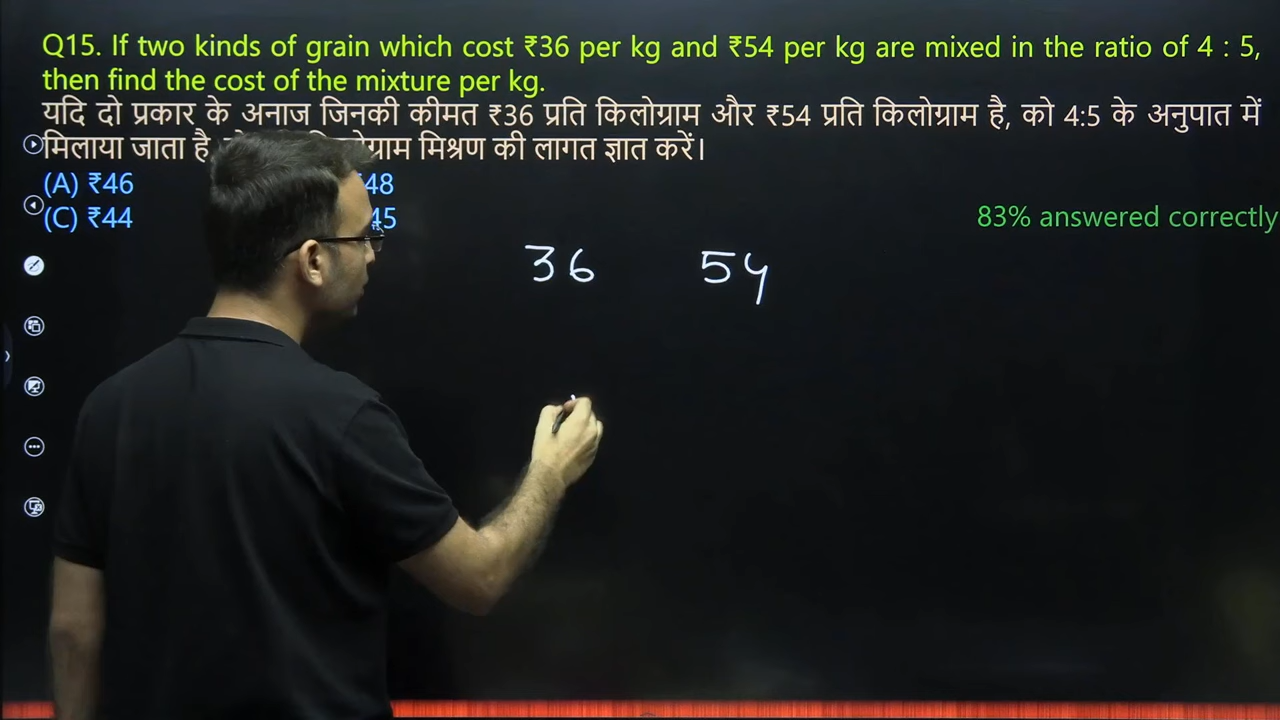 Q15. If two kinds of grain which cost ₹36 per kg and ₹54 per kg are mixed in the ratio of 4 : 5,
then find the cost of the mixture per kg.
यदि दो प्रकार के अनाज जिनकी कीमत ₹36 प्रति किलोग्राम और ₹54 प्रति किलोग्राम है, को 4:5 के अनुपात में
मिलाया जाता है मिश्रण की लागत ज्ञात करें।
(A) ₹46 48
(C) ₹44 45
83% answered correctly
36 54